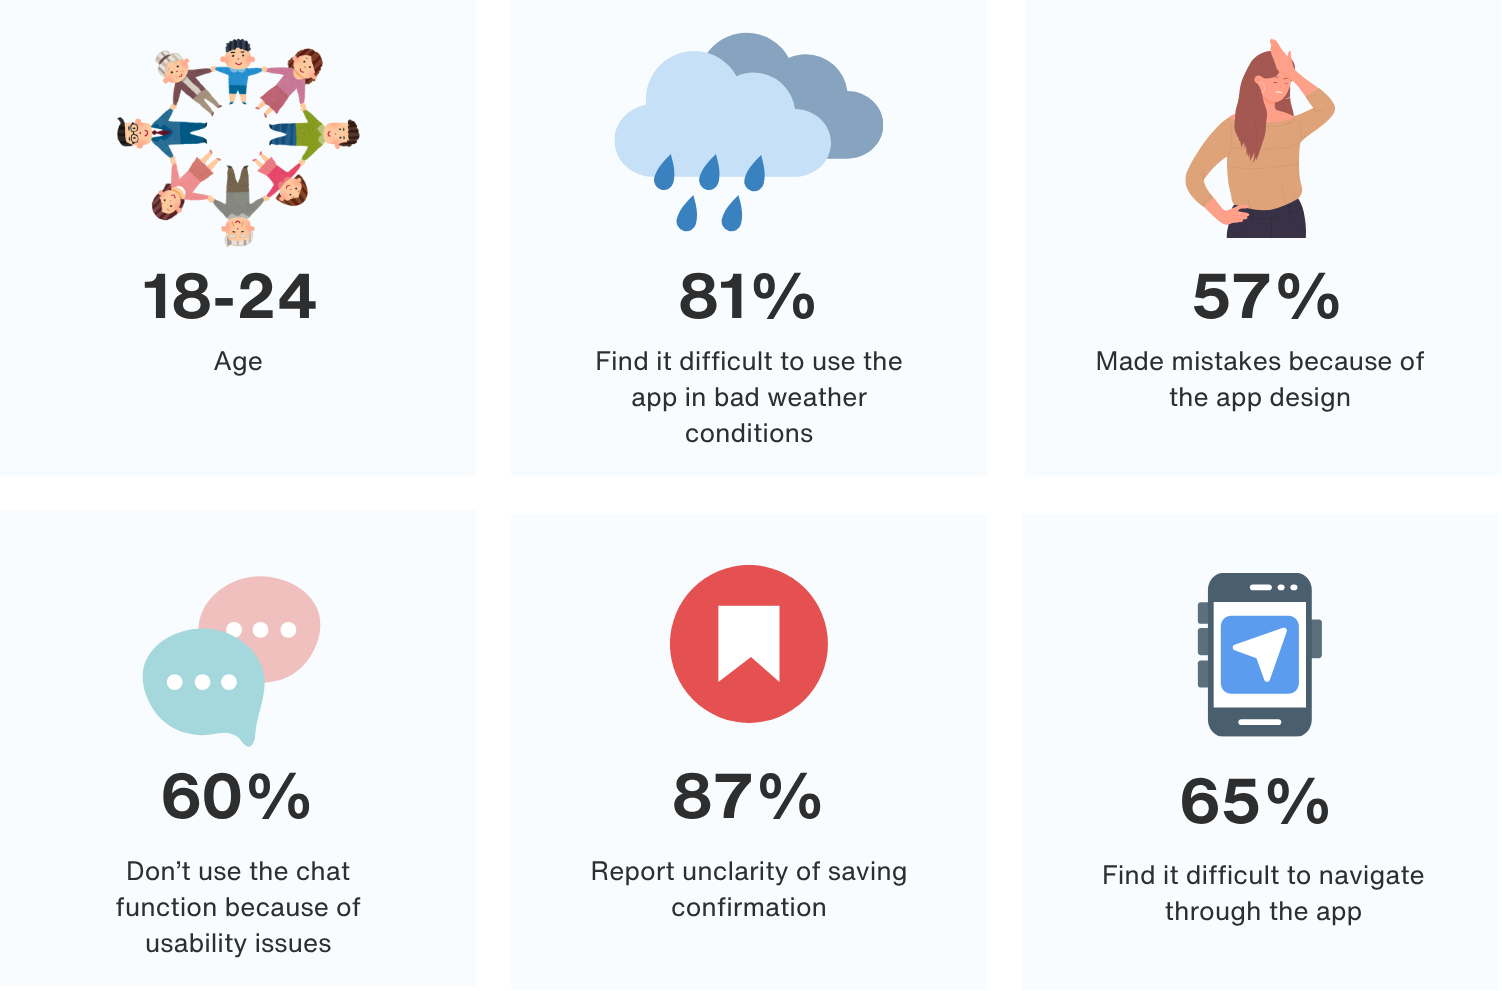 18-24
Age
81%
Find it difficult to use the
app in bad weather
conditions
57%
Made mistakes because of
the app design
60%
Don’t use the chat
function because of
usability issues
87%
Report unclarity of saving
confirmation
65%
Find it difficult to navigate
through the app